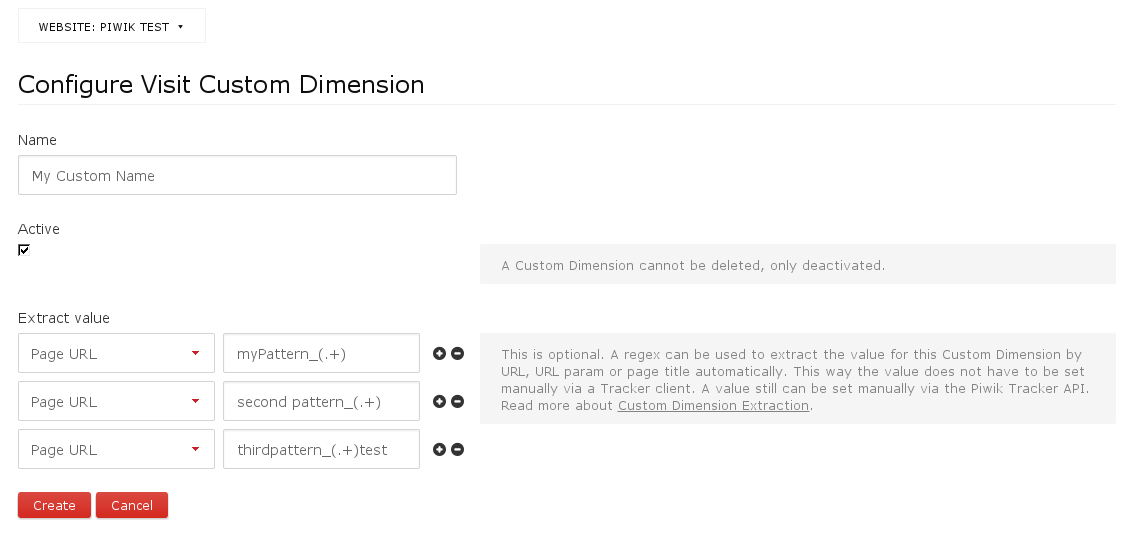 WEBSITE: PIWIK TEST
Configure Visit Custom Dimension
Name
My Custom Name
Active
A Custom Dimension cannot be deleted, only deactivated.
Extract value
Page URL myPattern_(.+)
This is optional. A regex can be used to extract the value for this Custom Dimension by
URL, URL param or page title automatically. This way the value does not have to be set
manually via a Tracker client. A value still can be set manually via the Piwik Tracker API.
Read more about Custom Dimension Extraction.
Page URL second pattern_(.+)
Page URL thirdpattern_(.+)test
Create Cancel